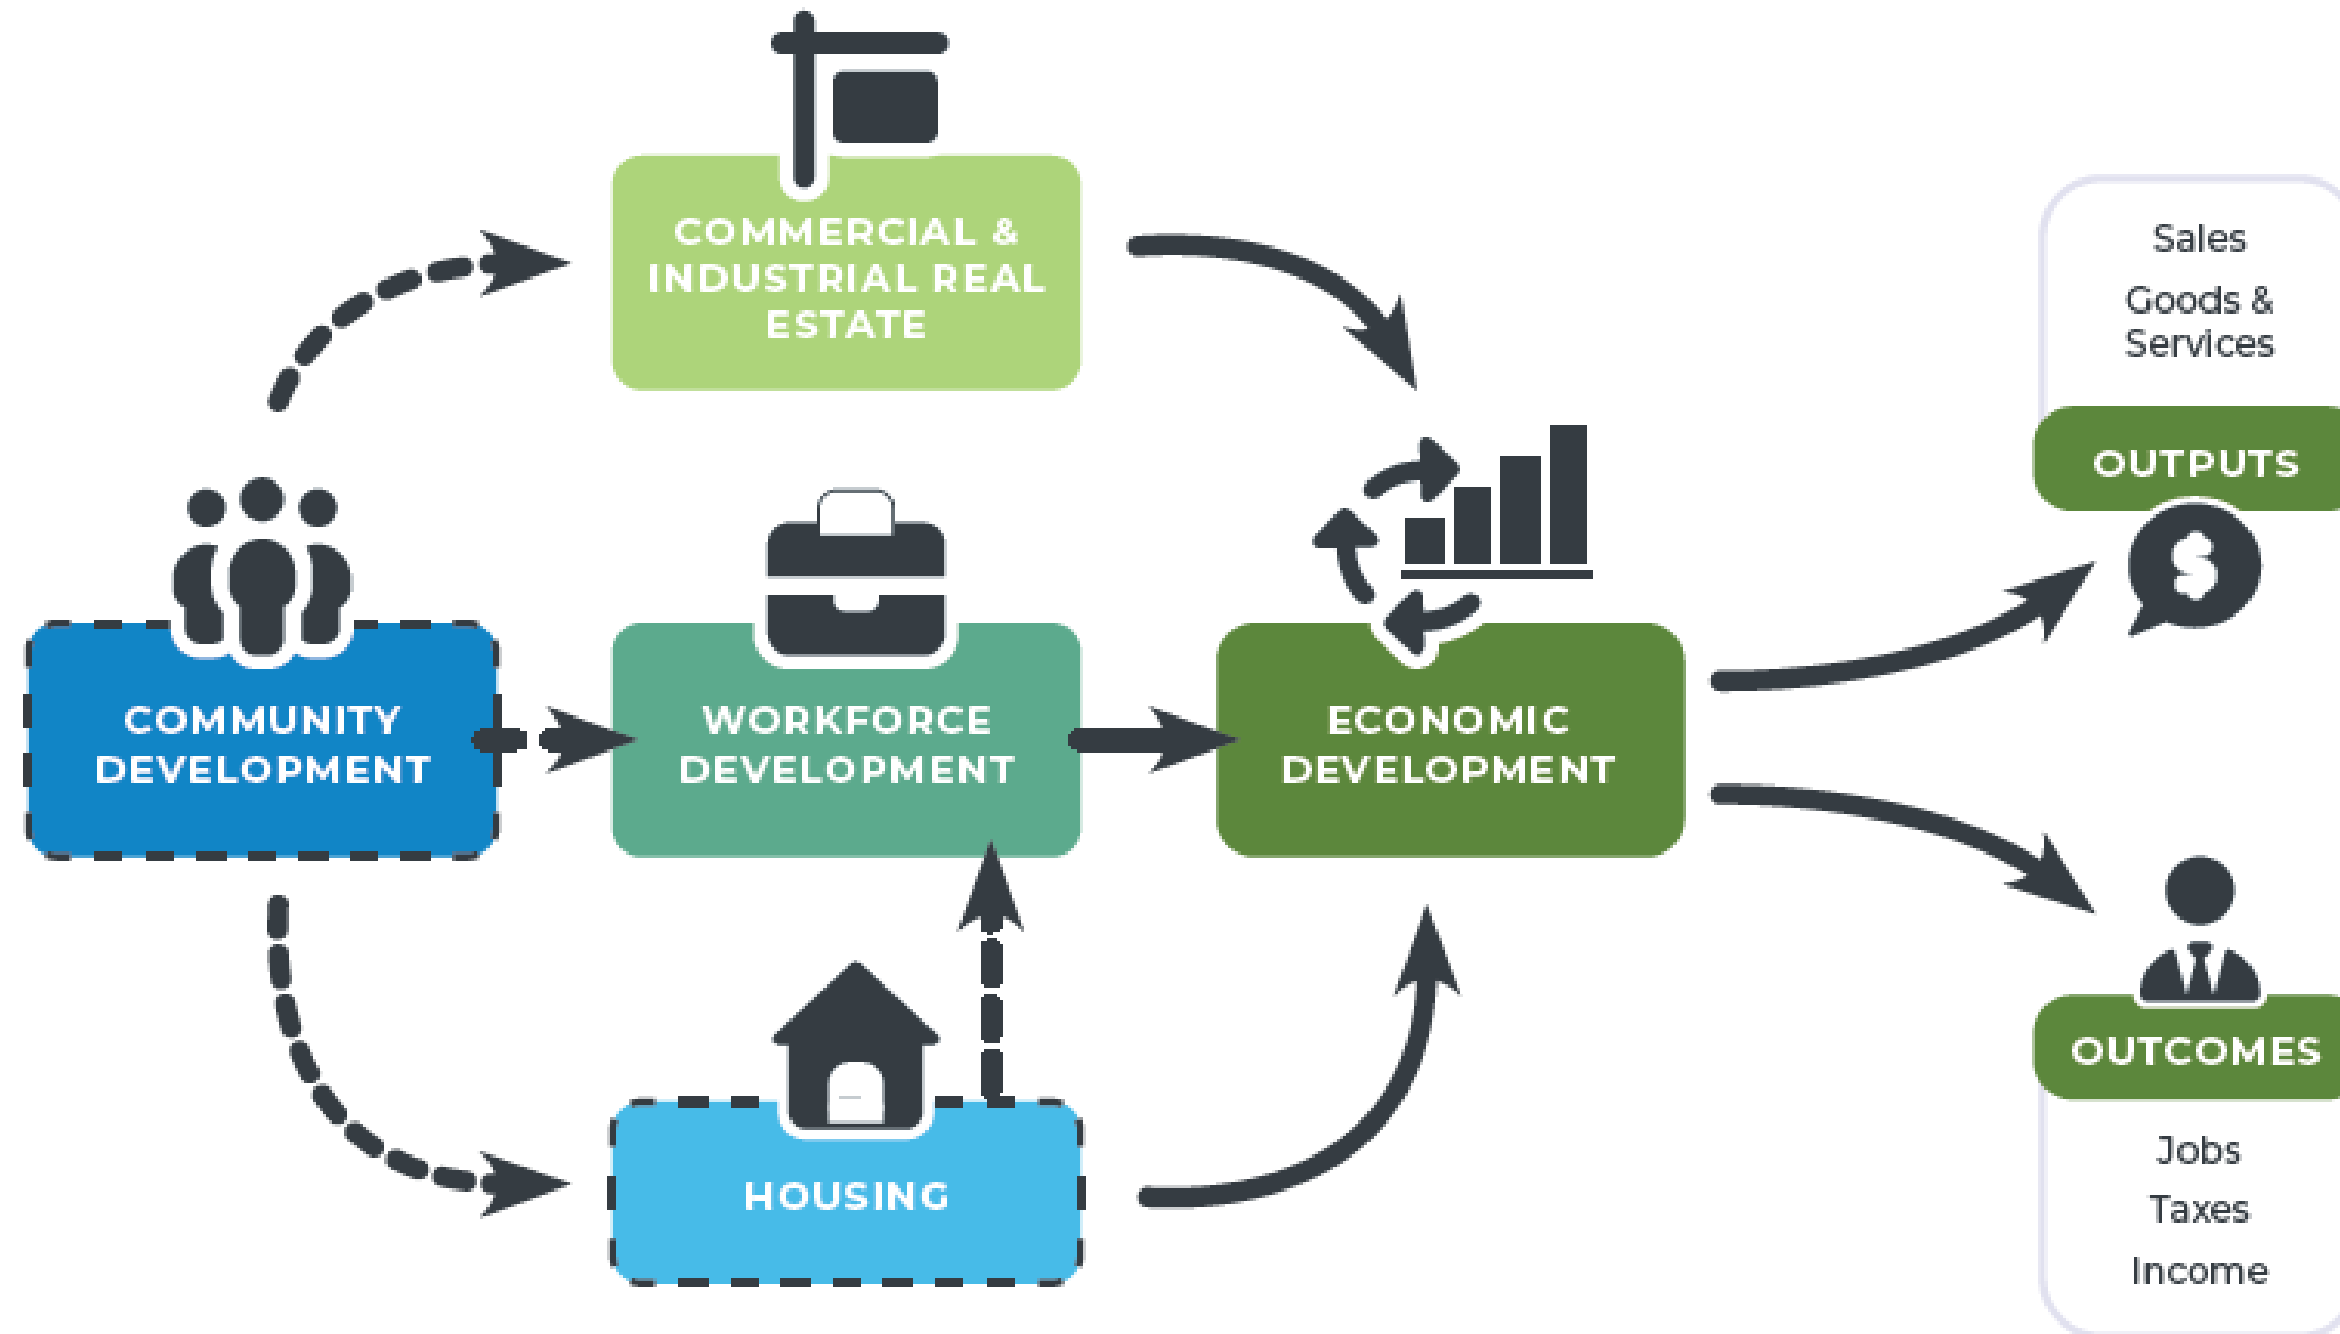 COMMERCIAL &
INDUSTRIAL REAL
ESTATE
COMMUNITY
DEVELOPMENT
WORKFORCE
DEVELOPMENT
ECONOMIC
DEVELOPMENT
HOUSING
Sales
Goods &
Services
OUTPUTS
$
OUTCOMES
Jobs
Taxes
Income